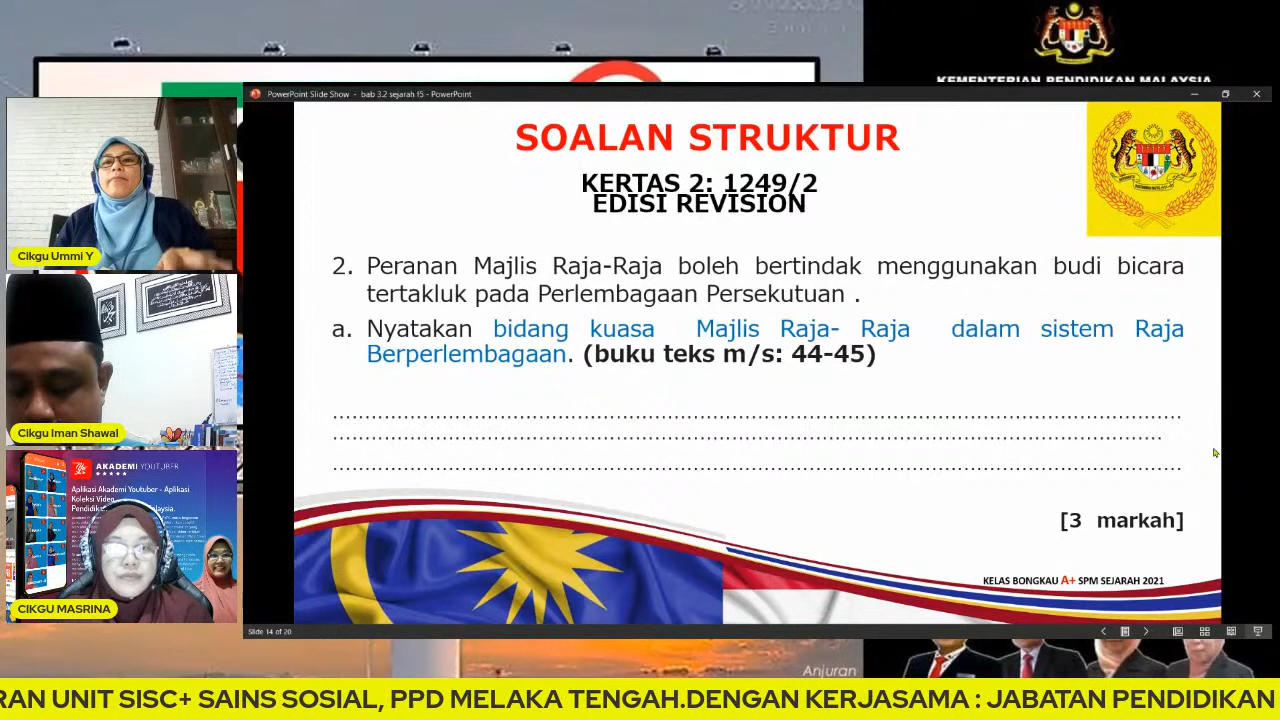 KEMENTERIAN PENDIDIKAN MALAYSIA
PowerPoint Slide Show - bab 3.2 sejarah f5 - PowerPoint
SOALAN STRUKTUR
KERTAS 2: 1249/2
EDISI REVISION
2. Peranan Majlis Raja-Raja boleh bertindak menggunakan budi bicara
tertakluk pada Perlembagaan Persekutuan .
a. Nyatakan bidang kuasa Majlis Raja- Raja dalam sistem Raja
Berperlembagaan. (buku teks m/s: 44-45)
[3 markah]
KELAS BONGKAU A+ SPM SEJARAH 2021
Slide 14 of 20
Cikgu Ummi Y
Cikgu Iman Shawal
AKADEMI YOUTUBER
Aplikasi Akademi Youtuber - Aplikasi
Koleksi Video
CIKGU MASRINA
Anjuran
RAN UNIT SISC+ SAINS SOSIAL, PPD MELAKA TENGAH.DENGAN KERJASAMA : JABATAN PENDIDIKAN